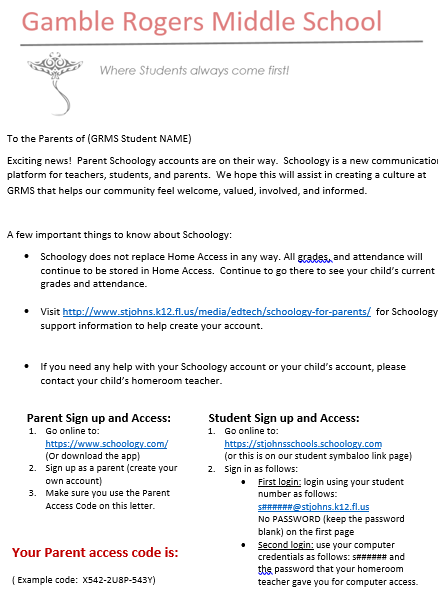 Gamble Rogers Middle School
Where Students always come first!
To the Parents of (GRMS Student NAME)
Exciting news! Parent Schoology accounts are on their way. Schoology is a new communication
platform for teachers, students, and parents. We hope this will assist in creating a culture at
GRMS that helps our community feel welcome, valued, involved, and informed.
A few important things to know about Schoology:
• Schoology does not replace Home Access in any way. All grades, and attendance will
continue to be stored in Home Access. Continue to go there to see your child's current
grades and attendance.
• Visit http://www.stjohns.k12.fl.us/media/edtech/schoology-for-parents/ for Schoology
support information to help create your account.
• If you need any help with your Schoology account or your child's account, please
contact your child's homeroom teacher.
Parent Sign up and Access:
1. Go online to:
https://www.schoology.com/
(Or download the app)
2. Sign up as a parent (create your
own account)
3. Make sure you use the Parent
Access Code on this letter.
Your Parent access code is:
( Example code: X542-2U8P-543Y)
Student Sign up and Access:
1. Go online to:
https://stjohnsschools.schoology.com
(or this is on our student symbaloo link page)
2. Sign in as follows:
• First login: login using your student
number as follows:
s######@stjohns.k12.fl.us
No PASSWORD (keep the password
blank) on the first page
• Second login: use your computer
credentials as follows: s###### and
the password that your homeroom
teacher gave you for computer access.